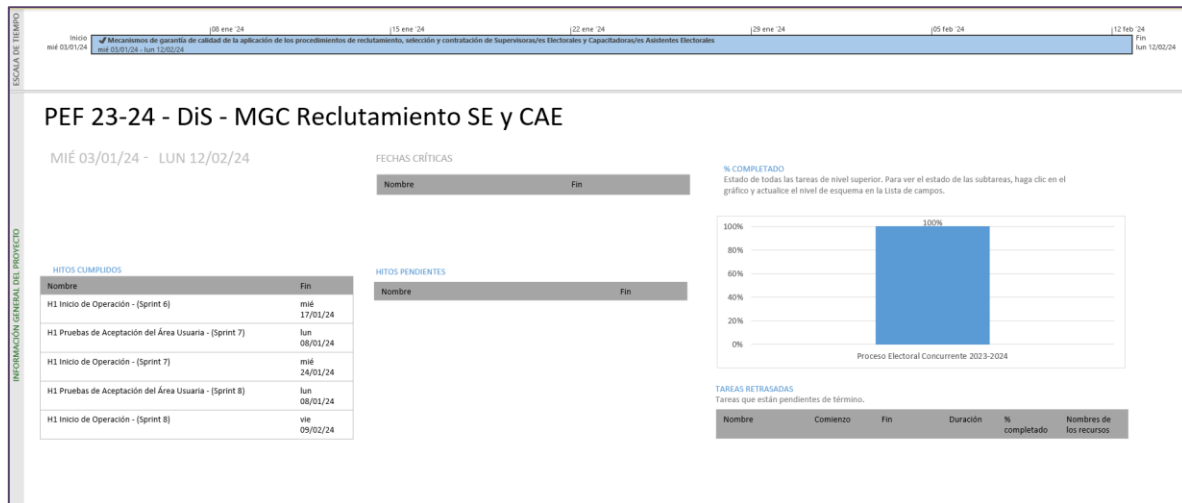 ESCALA DE TIEMPO
08 ene '24
15 ene '24
22 ene '24
29 ene '24
05 feb '24
12 feb '24
Inicio
mié 03/01/24
Mecanismos de garantía de calidad de la aplicación de los procedimientos de reclutamiento, selección y contratación de Supervisoras/es Electorales y Capacitadoras/es Asistentes Electorales
mié 03/01/24 - lun 12/02/24
Fin
lun 12/02/24
INFORMACIÓN GENERAL DEL PROYECTO
PEF 23-24 - DiS - MGC Reclutamiento SE y CAE
MIÉ 03/01/24 - LUN 12/02/24
FECHAS CRÍTICAS
Nombre Fin
HITOS CUMPLIDOS
Nombre Fin
H1 Inicio de Operación - (Sprint 6) mié
17/01/24
H1 Pruebas de Aceptación del Área Usuaria - (Sprint 7) lun
08/01/24
H1 Inicio de Operación - (Sprint 7) mié
24/01/24
H1 Pruebas de Aceptación del Área Usuaria - (Sprint 8) lun
08/01/24
H1 Inicio de Operación - (Sprint 8) vie
09/02/24
HITOS PENDIENTES
Nombre Fin
% COMPLETADO
Estado de todas las tareas de nivel superior. Para ver el estado de las subtareas, haga clic en el
gráfico y actualice el nivel de esquema en la Lista de campos.
100%
100%
80%
60%
40%
20%
0%
Proceso Electoral Concurrente 2023-2024
TAREAS RETRASADAS
Tareas que están pendientes de término.
Nombre Comienzo Fin Duración % Nombres de
completado los recursos